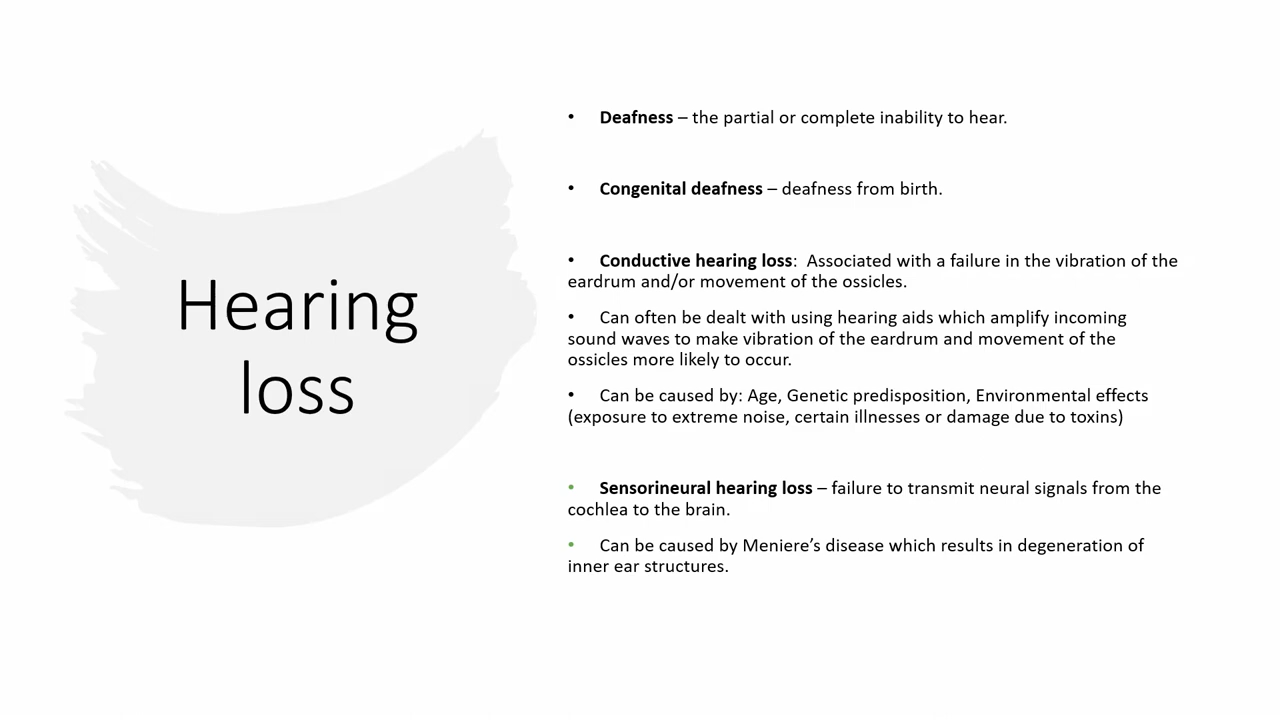 Hearing
loss
• Deafness – the partial or complete inability to hear.
• Congenital deafness – deafness from birth.
• Conductive hearing loss:  Associated with a failure in the vibration of the
eardrum and/or movement of the ossicles.
• Can often be dealt with using hearing aids which amplify incoming
sound waves to make vibration of the eardrum and movement of the
ossicles more likely to occur.
• Can be caused by: Age, Genetic predisposition, Environmental effects
(exposure to extreme noise, certain illnesses or damage due to toxins)
• Sensorineural hearing loss – failure to transmit neural signals from the
cochlea to the brain.
• Can be caused by Meniere’s disease which results in degeneration of
inner ear structures.